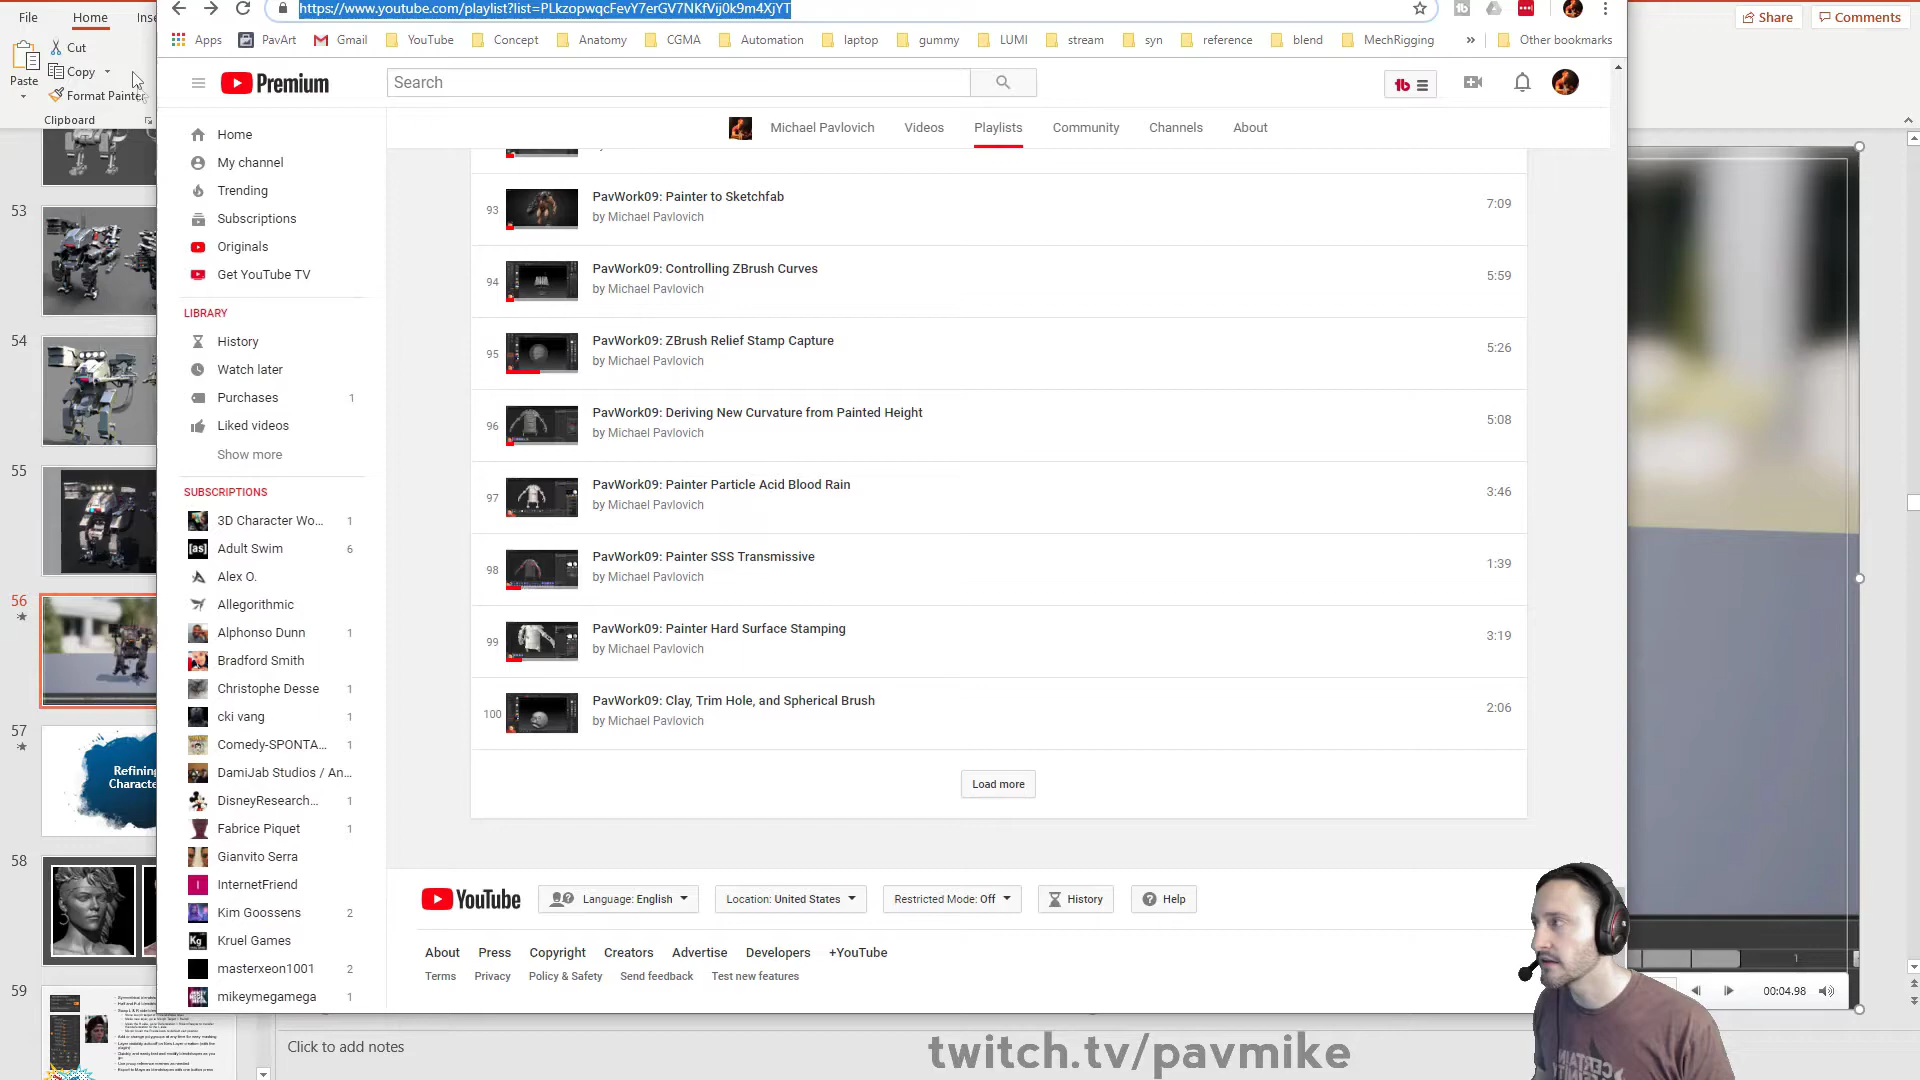 File
Home
Inse
Share
Comments
Paste
Cut
Copy
Format Painter
Clipboard
https://www.youtube.com/playlist?list=PLkzopwqcFevY7erGV7NKfVij0k9m4XjYT
Apps
PavArt
Gmail
YouTube
Concept
Anatomy
CGMA
Automation
laptop
gummy
LUMI
stream
syn
reference
blend
MechRigging
»
Other bookmarks
Premium
Search
Home
My channel
Trending
Subscriptions
Originals
Get YouTube TV
LIBRARY
History
Watch later
Purchases 1
Liked videos
Show more
SUBSCRIPTIONS
3D Character Wo... 1
Adult Swim 6
Alex O.
Allegorithmic
Alphonso Dunn 1
Bradford Smith
Christophe Desse 1
cki vang 1
Comedy-SPONTA... 1
DamiJab Studios / An...
DisneyResearch... 1
Fabrice Piquet 1
Gianvito Serra
InternetFriend
Kim Goossens 2
Kruel Games
masterxeon1001 2
mikeymegamega 1
Michael Pavlovich
Videos
Playlists
Community
Channels
About
93 PavWork09: Painter to Sketchfab 7:09
by Michael Pavlovich
94 PavWork09: Controlling ZBrush Curves 5:59
by Michael Pavlovich
95 PavWork09: ZBrush Relief Stamp Capture 5:26
by Michael Pavlovich
96 PavWork09: Deriving New Curvature from Painted Height 5:08
by Michael Pavlovich
97 PavWork09: Painter Particle Acid Blood Rain 3:46
by Michael Pavlovich
98 PavWork09: Painter SSS Transmissive 1:39
by Michael Pavlovich
99 PavWork09: Painter Hard Surface Stamping 3:19
by Michael Pavlovich
100 PavWork09: Clay, Trim Hole, and Spherical Brush 2:06
by Michael Pavlovich
Load more
YouTube
Language: English
Location: United States
Restricted Mode: Off
History
Help
About Press Copyright Creators Advertise Developers +YouTube
Terms Privacy Policy & Safety Send feedback Test new features
53
54
55
56
57
Refining
Character
58
59
1
00:04.98
Click to add notes
twitch.tv/pavmike